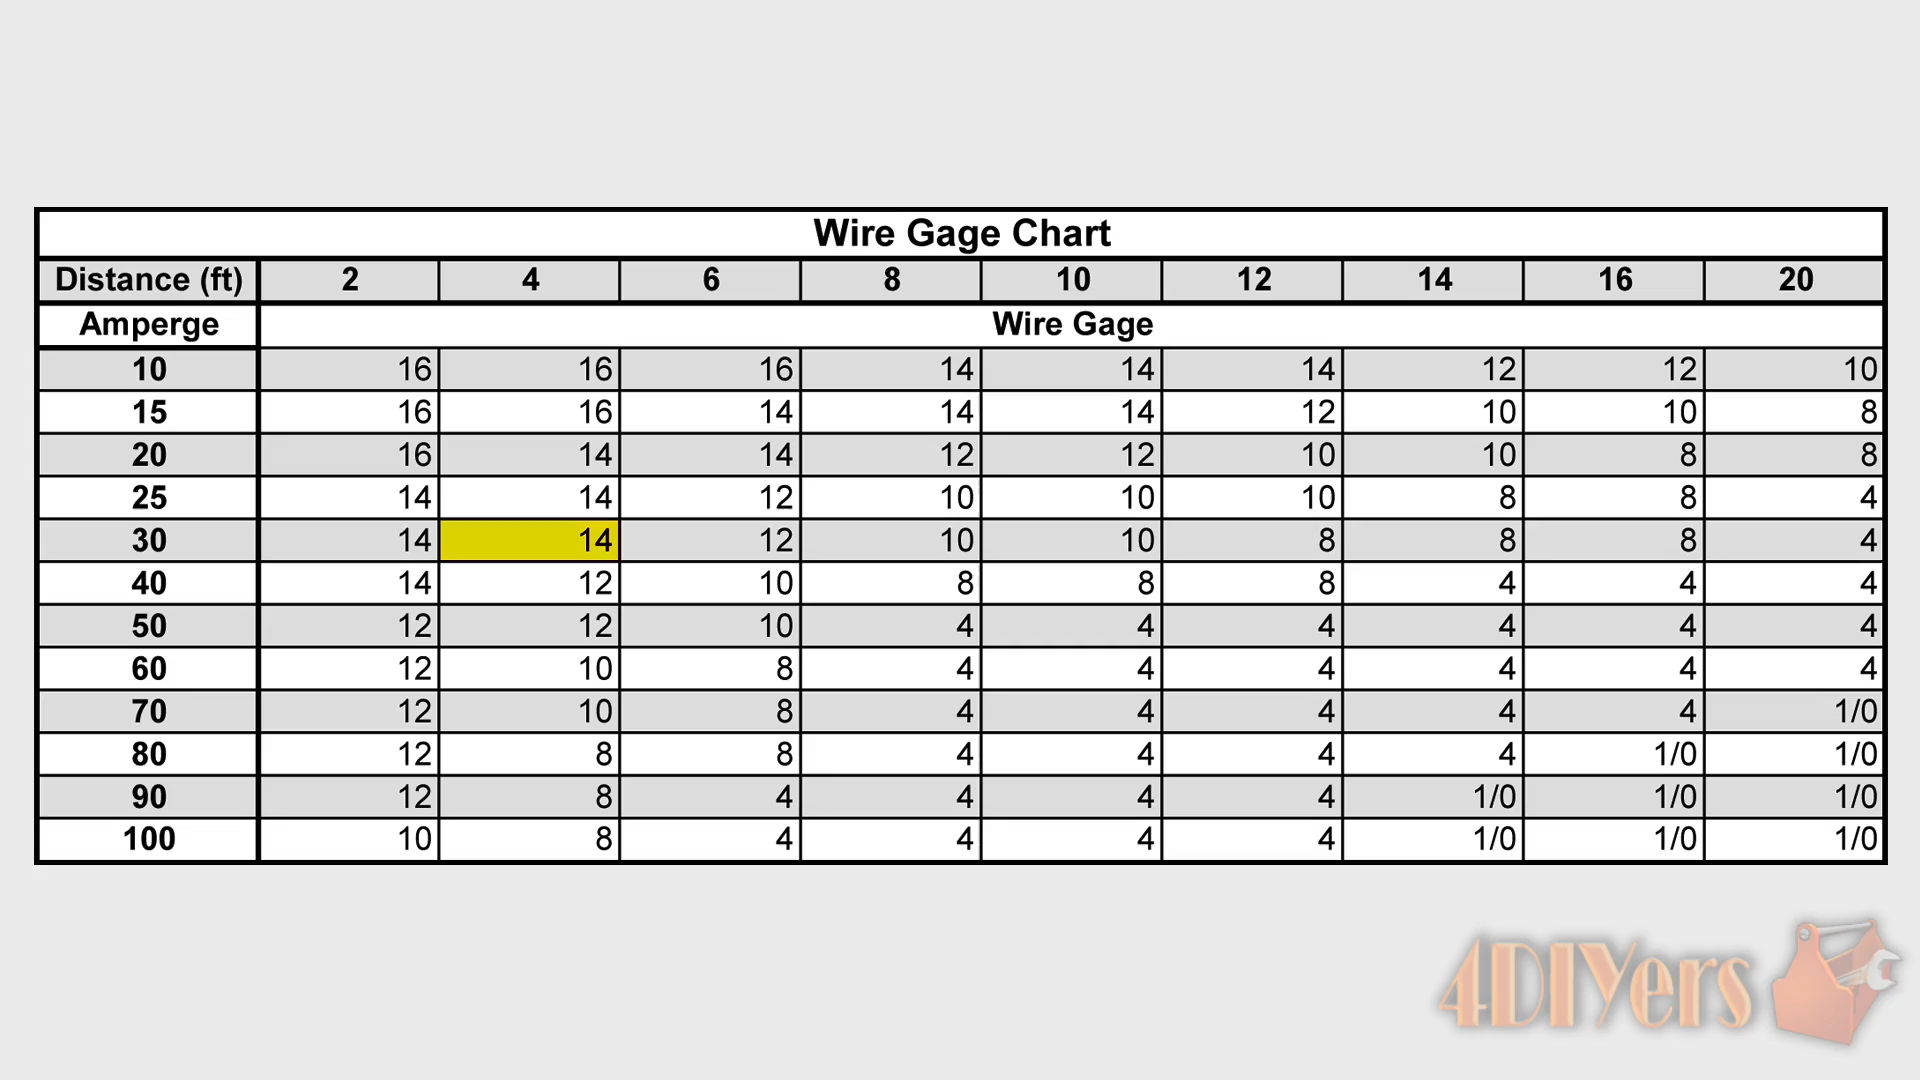 Wire Gage Chart
Distance (ft) 2 4 6 8 10 12 14 16 20
Amperge Wire Gage
10 16 16 16 14 14 14 12 12 10
15 16 16 14 14 14 12 10 10 8
20 16 14 14 12 12 10 10 8 8
25 14 14 12 10 10 10 8 8 4
30 14 14 12 10 10 8 8 8 4
40 14 12 10 8 8 8 4 4 4
50 12 12 10 4 4 4 4 4 4
60 12 10 8 4 4 4 4 4 4
70 12 10 8 4 4 4 4 4 1/0
80 12 8 8 4 4 4 4 1/0 1/0
90 12 8 4 4 4 4 1/0 1/0 1/0
100 10 8 4 4 4 4 1/0 1/0 1/0
4DIYers